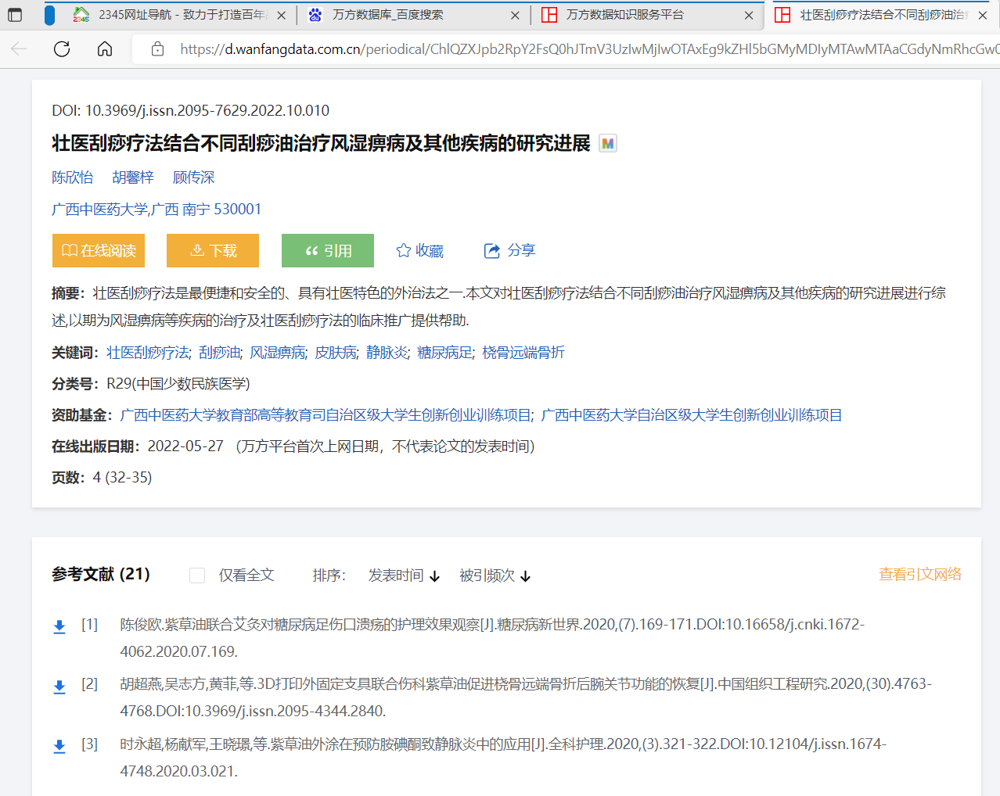 2345网址导航 - 致力于打造百年
万方数据库_百度搜索
万方数据知识服务平台
壮医刮痧疗法结合不同刮痧油治
https://d.wanfangdata.com.cn/periodical/ChlQZXJpb2RpY2FsQ0hJTmV3UzIwMjIwOTAxEg9kZHl5bGMyMDIyMTAwMTAaCGdyNmRhcGw0
DOI: 10.3969/j.issn.2095-7629.2022.10.010
壮医刮痧疗法结合不同刮痧油治疗风湿痹病及其他疾病的研究进展 M
陈欣怡 胡馨梓 顾传深
广西中医药大学,广西 南宁 530001
在线阅读 下载 引用 收藏 分享
摘要：壮医刮痧疗法是最便捷和安全的、具有壮医特色的外治法之一.本文对壮医刮痧疗法结合不同刮痧油治疗风湿痹病及其他疾病的研究进展进行综
述,以期为风湿痹病等疾病的治疗及壮医刮痧疗法的临床推广提供帮助.
关键词：壮医刮痧疗法; 刮痧油; 风湿痹病; 皮肤病; 静脉炎; 糖尿病足; 桡骨远端骨折
分类号：R29(中国少数民族医学)
资助基金：广西中医药大学教育部高等教育司自治区级大学生创新创业训练项目; 广西中医药大学自治区级大学生创新创业训练项目
在线出版日期：2022-05-27 （万方平台首次上网日期，不代表论文的发表时间）
页数：4 (32-35)
参考文献 (21) 仅看全文 排序： 发表时间 被引频次 查看引文网络
[1] 陈俊欧.紫草油联合艾灸对糖尿病足伤口溃疡的护理效果观察[J].糖尿病新世界.2020,(7).169-171.DOI:10.16658/j.cnki.1672-
4062.2020.07.169.
[2] 胡超燕,吴志方,黄菲,等.3D打印外固定支具联合伤科紫草油促进桡骨远端骨折后腕关节功能的恢复[J].中国组织工程研究.2020,(30).4763-
4768.DOI:10.3969/j.issn.2095-4344.2840.
[3] 时永超,杨献军,王晓璟,等.紫草油外涂在预防胺碘酮致静脉炎中的应用[J].全科护理.2020,(3).321-322.DOI:10.12104/j.issn.1674-
4748.2020.03.021.